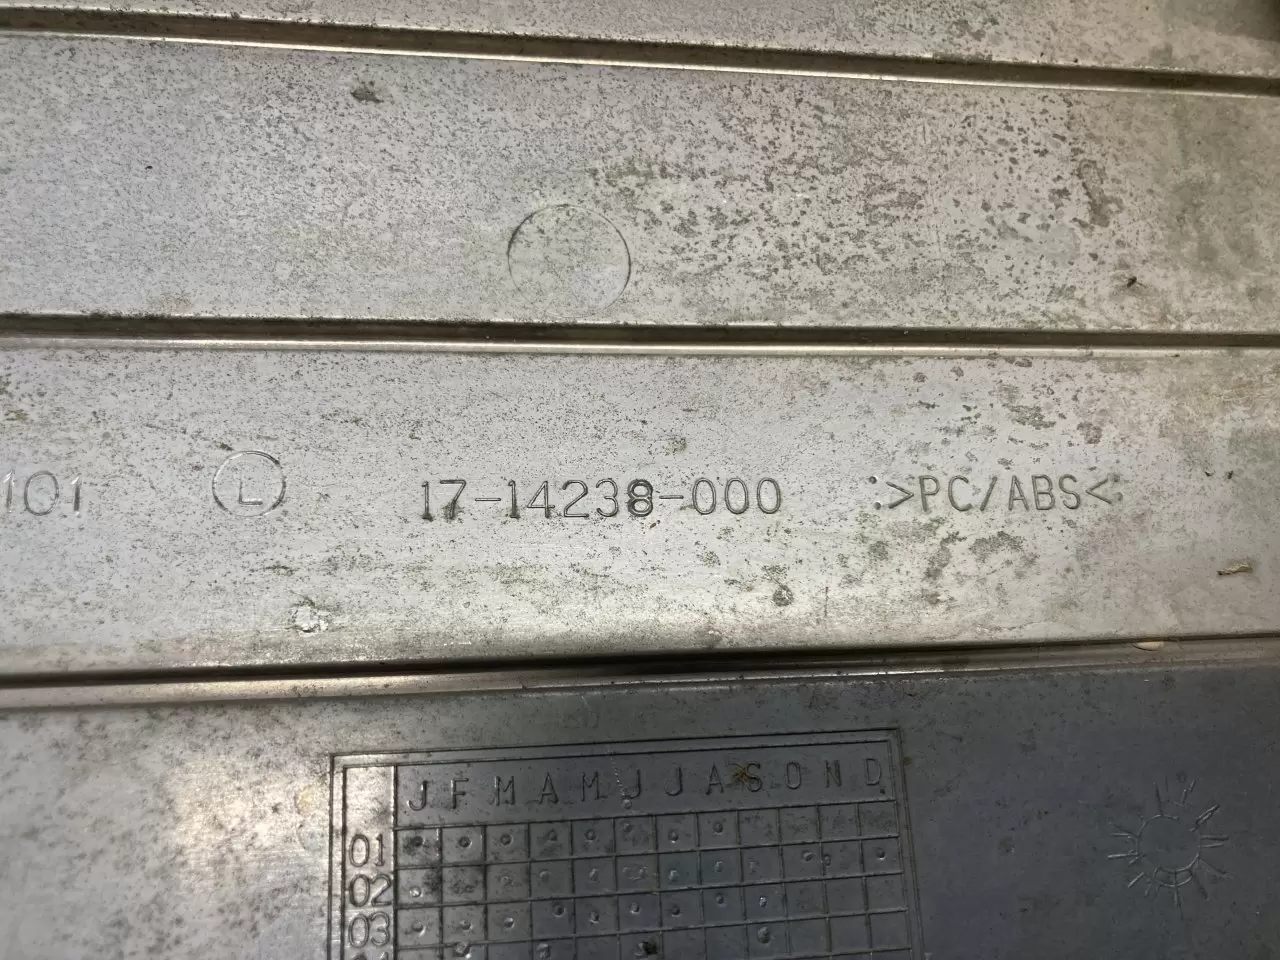 101 L 17-14238-000 :>PC/ABS<:
J F M A M J J A S O N D
01
02
03